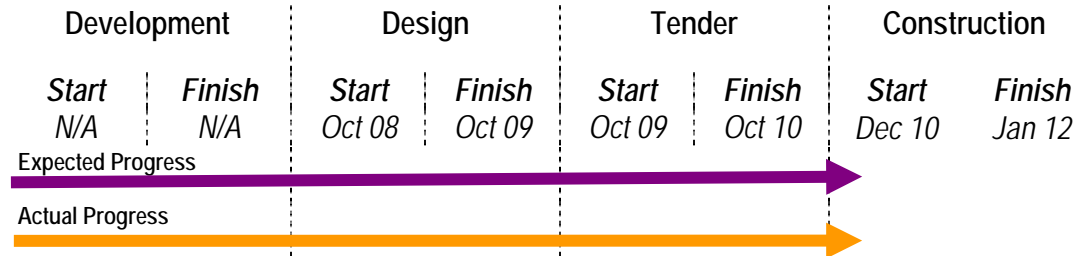 Development Design Tender Construction
Start Finish Start Finish Start Finish Start Finish
N/A N/A Oct 08 Oct 09 Oct 09 Oct 10 Dec 10 Jan 12
Expected Progress
Actual Progress